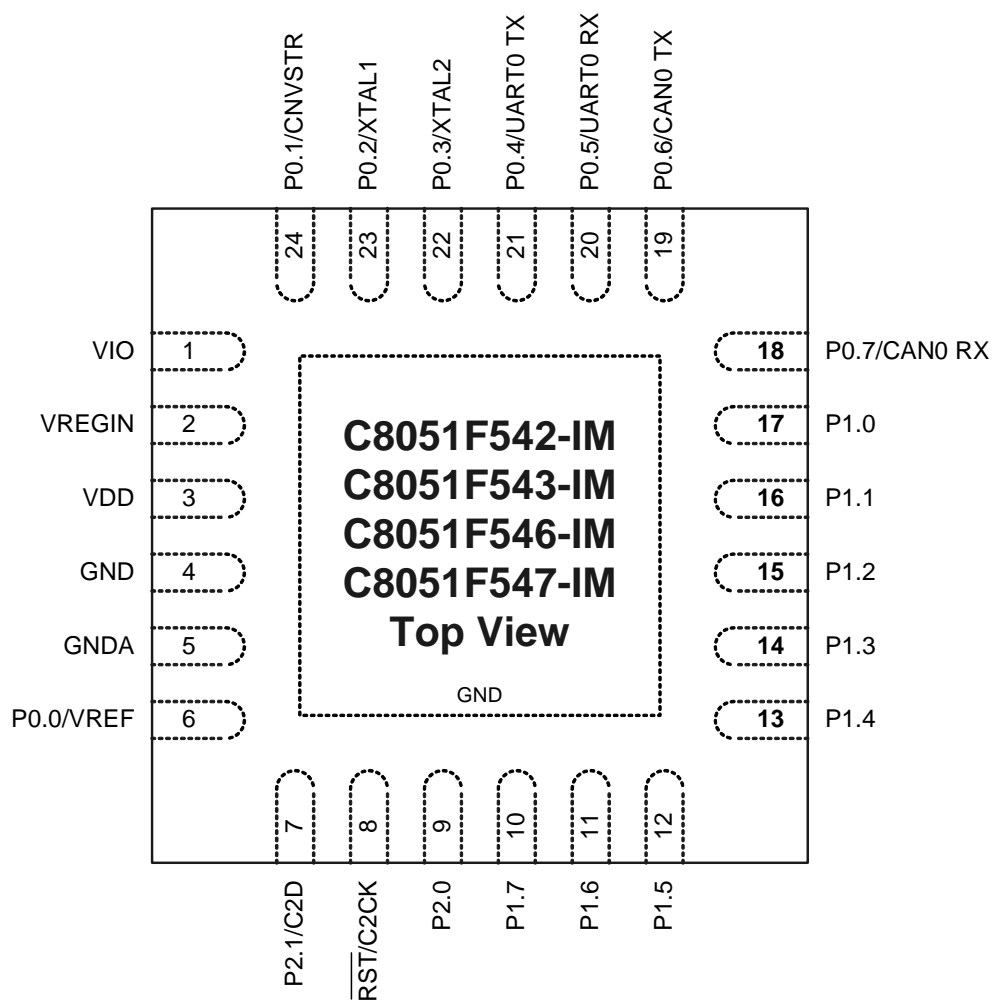 P0.1/CNVSTR
P0.2/XTAL1
P0.3/XTAL2
P0.4/UART0 TX
P0.5/UART0 RX
P0.6/CAN0 TX
24
23
22
21
20
19
VIO
1
VREGIN
2
VDD
3
GND
4
GNDA
5
P0.0/VREF
6
C8051F542-IM
C8051F543-IM
C8051F546-IM
C8051F547-IM
Top View
GND
18
P0.7/CAN0 RX
17
P1.0
16
P1.1
15
P1.2
14
P1.3
13
P1.4
7
8
9
10
11
12
P2.1/C2D
RST/C2CK
P2.0
P1.7
P1.6
P1.5